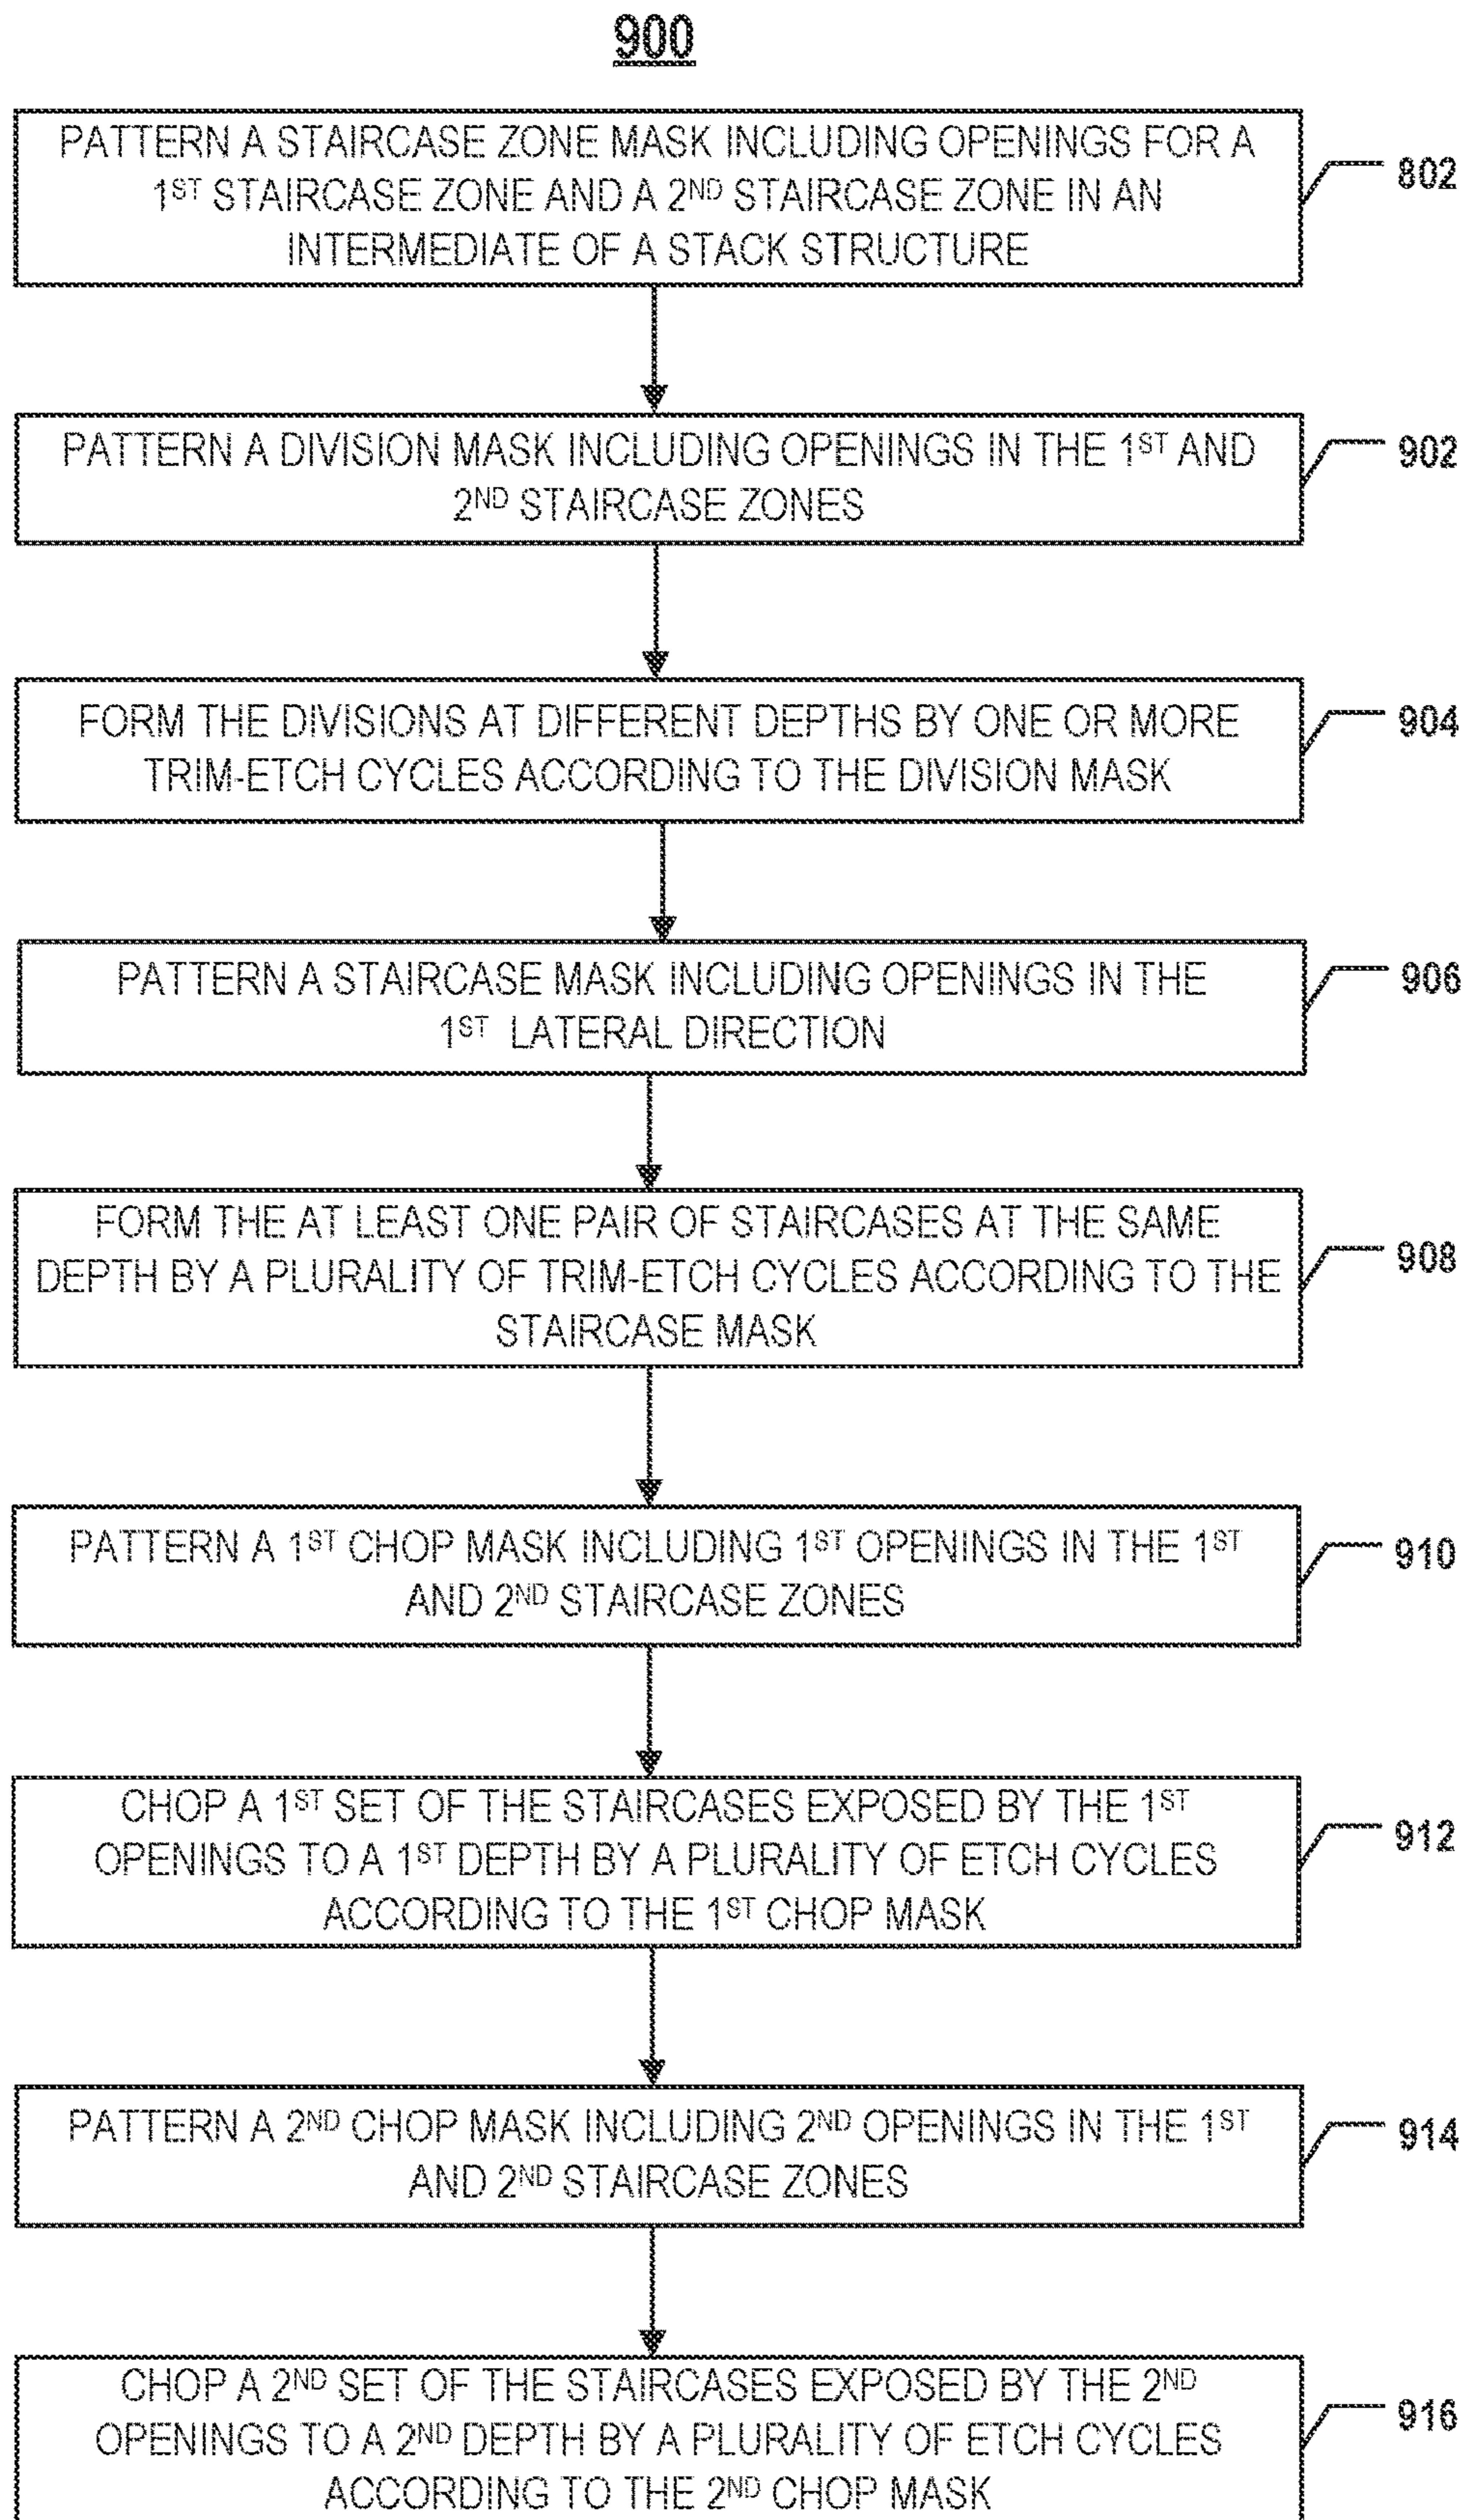 900
PATTERN A STAIRCASE ZONE MASK INCLUDING OPENINGS FOR A
1ST STAIRCASE ZONE AND A 2ND STAIRCASE ZONE IN AN
INTERMEDIATE OF A STACK STRUCTURE
802
PATTERN A DIVISION MASK INCLUDING OPENINGS IN THE 1ST AND
2ND STAIRCASE ZONES
902
FORM THE DIVISIONS AT DIFFERENT DEPTHS BY ONE OR MORE
TRIM-ETCH CYCLES ACCORDING TO THE DIVISION MASK
904
PATTERN A STAIRCASE MASK INCLUDING OPENINGS IN THE
1ST LATERAL DIRECTION
906
FORM THE AT LEAST ONE PAIR OF STAIRCASES AT THE SAME
DEPTH BY A PLURALITY OF TRIM-ETCH CYCLES ACCORDING TO THE
STAIRCASE MASK
908
PATTERN A 1ST CHOP MASK INCLUDING 1ST OPENINGS IN THE 1ST
AND 2ND STAIRCASE ZONES
910
CHOP A 1ST SET OF THE STAIRCASES EXPOSED BY THE 1ST
OPENINGS TO A 1ST DEPTH BY A PLURALITY OF ETCH CYCLES
ACCORDING TO THE 1ST CHOP MASK
912
PATTERN A 2ND CHOP MASK INCLUDING 2ND OPENINGS IN THE 1ST
AND 2ND STAIRCASE ZONES
914
CHOP A 2ND SET OF THE STAIRCASES EXPOSED BY THE 2ND
OPENINGS TO A 2ND DEPTH BY A PLURALITY OF ETCH CYCLES
ACCORDING TO THE 2ND CHOP MASK
916